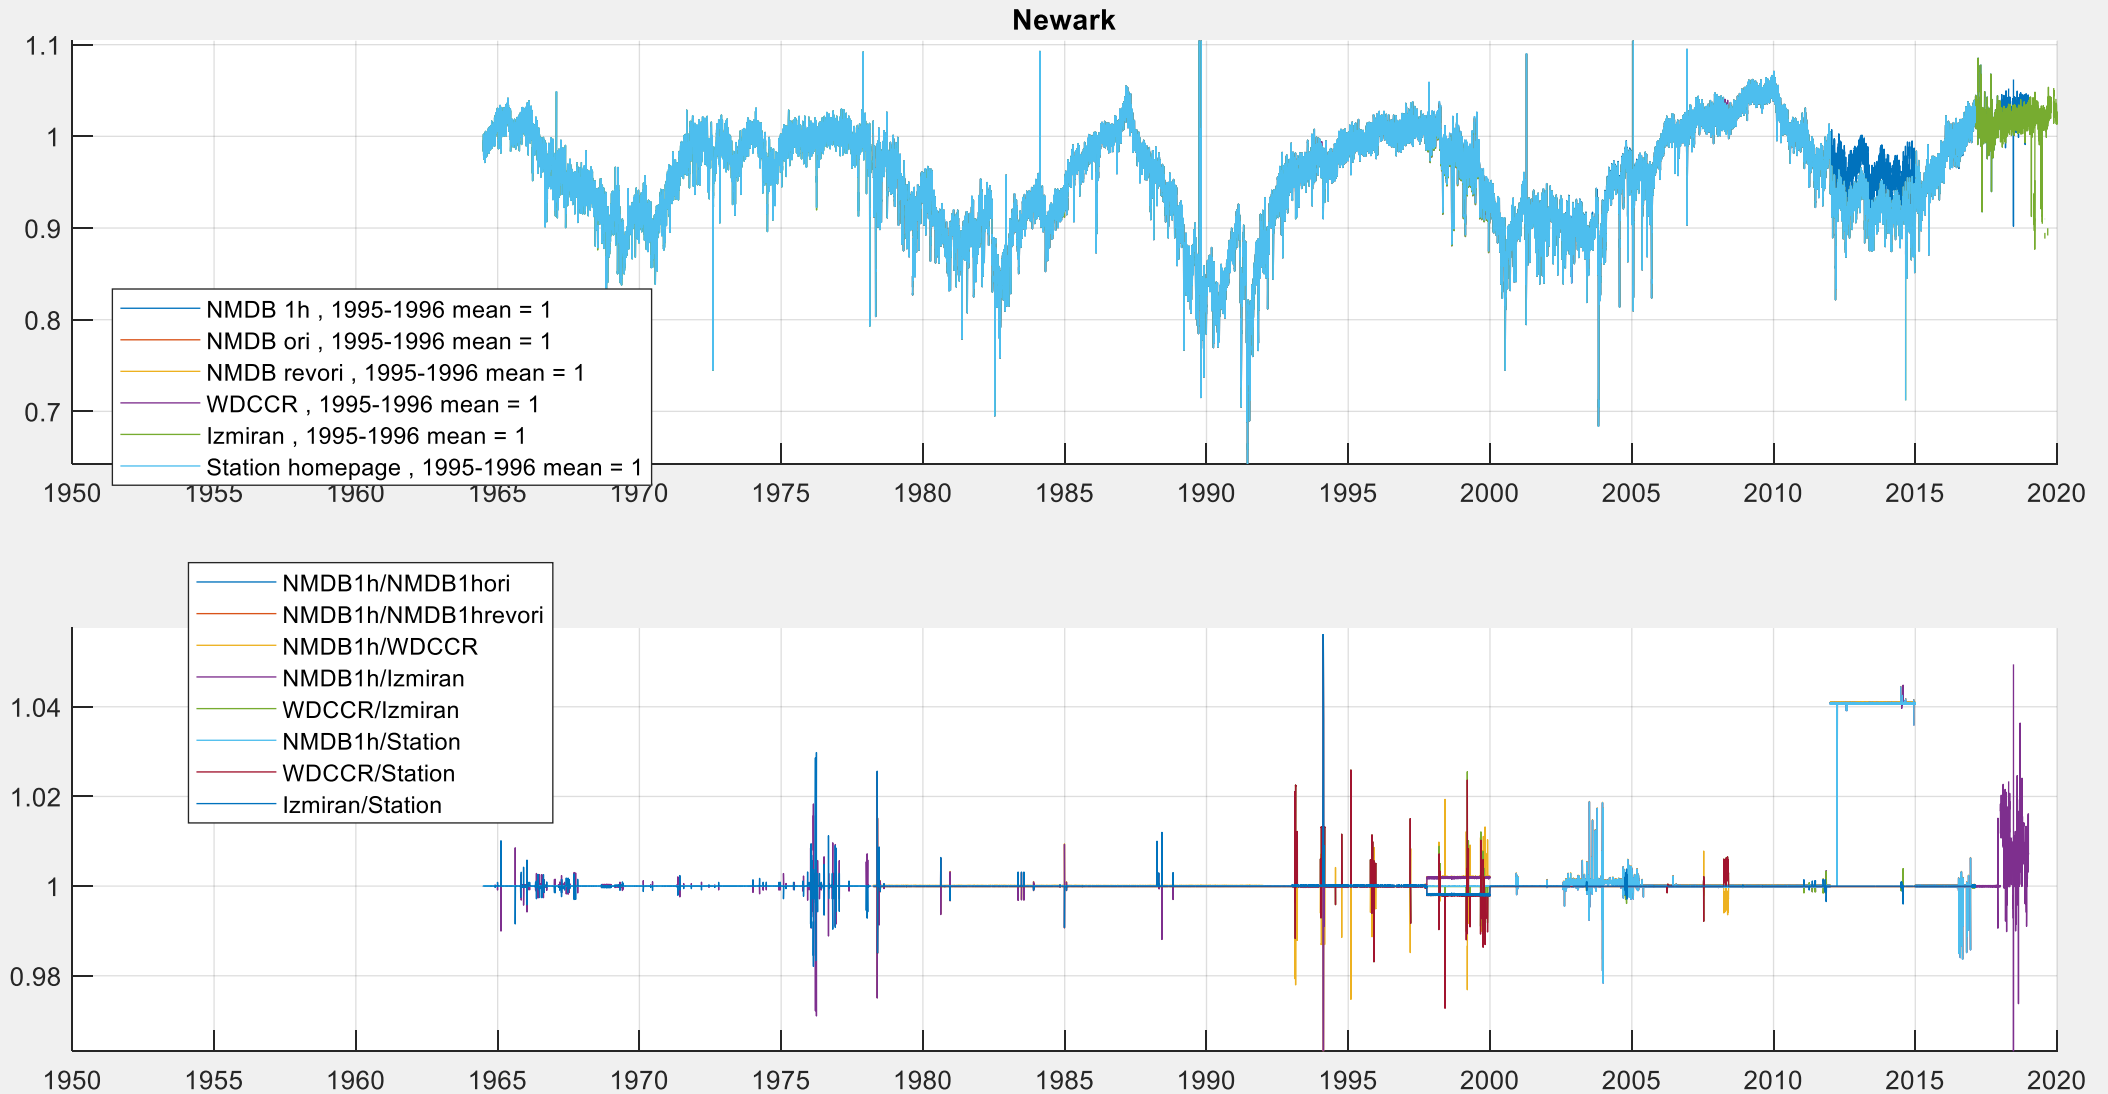 Newark
1.1
1
0.9
0.8
0.7
NMDB 1h , 1995-1996 mean = 1
NMDB ori , 1995-1996 mean = 1
NMDB revori , 1995-1996 mean = 1
WDCCR , 1995-1996 mean = 1
Izmiran , 1995-1996 mean = 1
Station homepage , 1995-1996 mean = 1
1950 1955 1960 1965 1970 1975 1980 1985 1990 1995 2000 2005 2010 2015 2020
NMDB1h/NMDB1hori
NMDB1h/NMDB1hrevori
NMDB1h/WDCCR
NMDB1h/Izmiran
WDCCR/Izmiran
NMDB1h/Station
WDCCR/Station
Izmiran/Station
1.04
1.02
1
0.98
1950 1955 1960 1965 1970 1975 1980 1985 1990 1995 2000 2005 2010 2015 2020